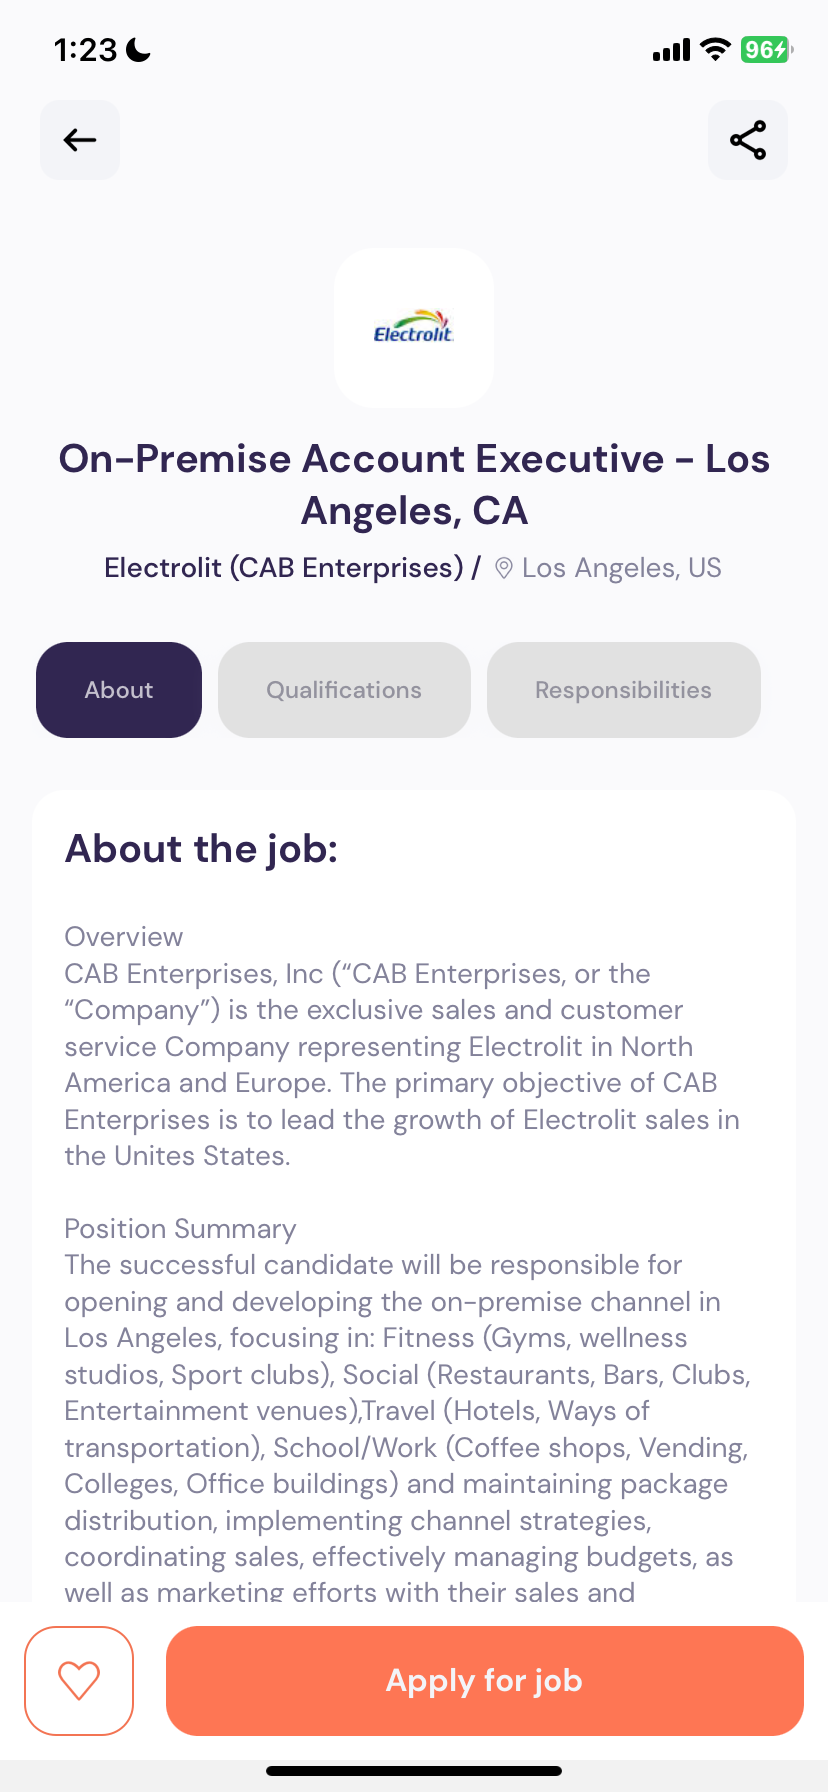 1:23
96
Electrolit
On-Premise Account Executive - Los
Angeles, CA
Electrolit (CAB Enterprises) / Los Angeles, US
About
Qualifications
Responsibilities
About the job:
Overview
CAB Enterprises, Inc (“CAB Enterprises, or the
“Company”) is the exclusive sales and customer
service Company representing Electrolit in North
America and Europe. The primary objective of CAB
Enterprises is to lead the growth of Electrolit sales in
the Unites States.
Position Summary
The successful candidate will be responsible for
opening and developing the on-premise channel in
Los Angeles, focusing in: Fitness (Gyms, wellness
studios, Sport clubs), Social (Restaurants, Bars, Clubs,
Entertainment venues),Travel (Hotels, Ways of
transportation), School/Work (Coffee shops, Vending,
Colleges, Office buildings) and maintaining package
distribution, implementing channel strategies,
coordinating sales, effectively managing budgets, as
well as marketing efforts with their sales and
Apply for job